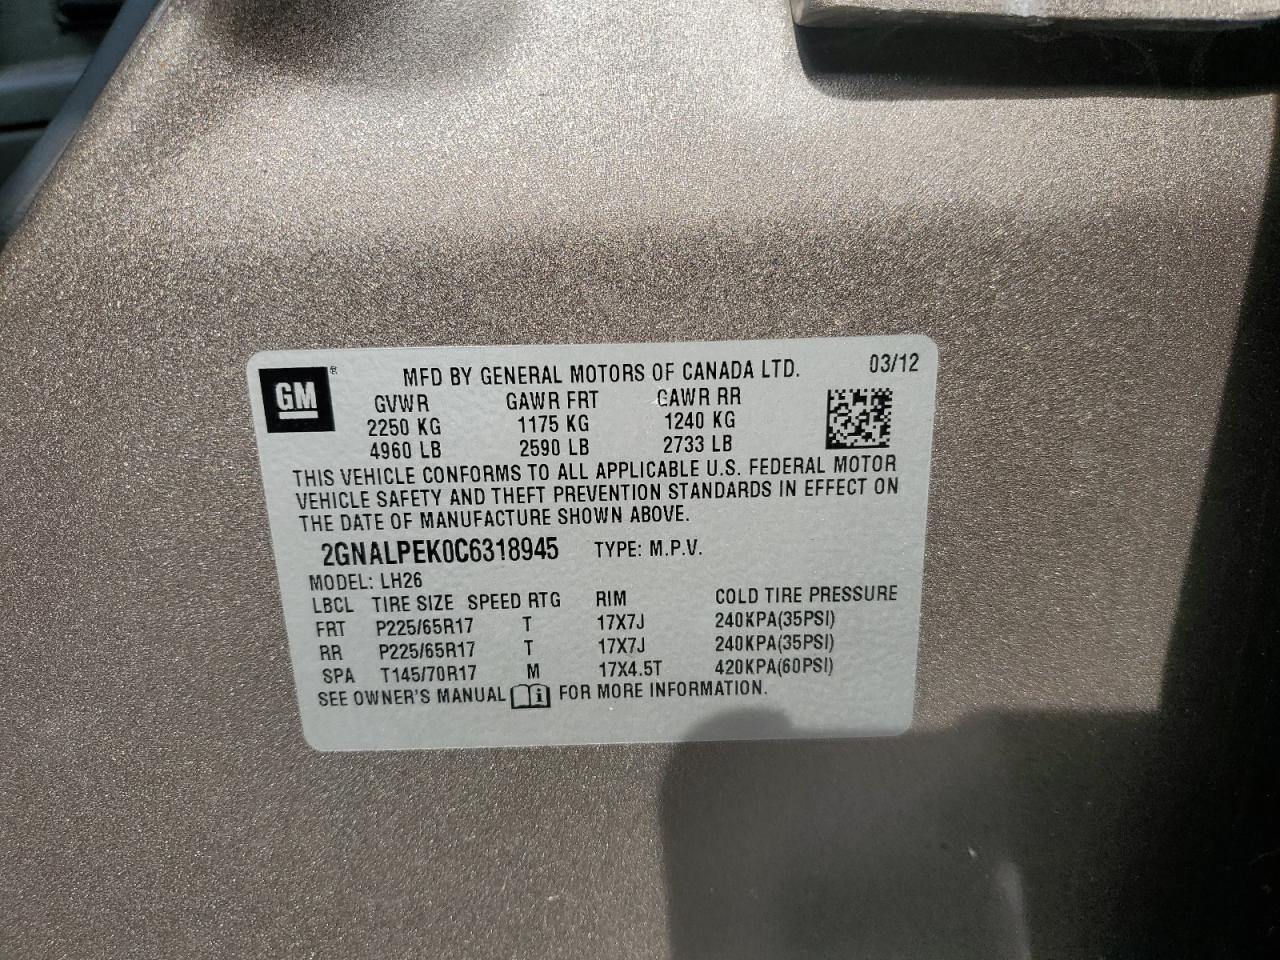 GM ® MFD BY GENERAL MOTORS OF CANADA LTD. 03/12
GVWR GAWR FRT GAWR RR
2250 KG 1175 KG 1240 KG
4960 LB 2590 LB 2733 LB
THIS VEHICLE CONFORMS TO ALL APPLICABLE U.S. FEDERAL MOTOR
VEHICLE SAFETY AND THEFT PREVENTION STANDARDS IN EFFECT ON
THE DATE OF MANUFACTURE SHOWN ABOVE.
2GNALPEK0C6318945 TYPE: M.P.V.
MODEL: LH26
LBCL TIRE SIZE SPEED RTG RIM COLD TIRE PRESSURE
FRT P225/65R17 T 17X7J 240KPA(35PSI)
RR P225/65R17 T 17X7J 240KPA(35PSI)
SPA T145/70R17 M 17X4.5T 420KPA(60PSI)
SEE OWNER'S MANUAL FOR MORE INFORMATION.